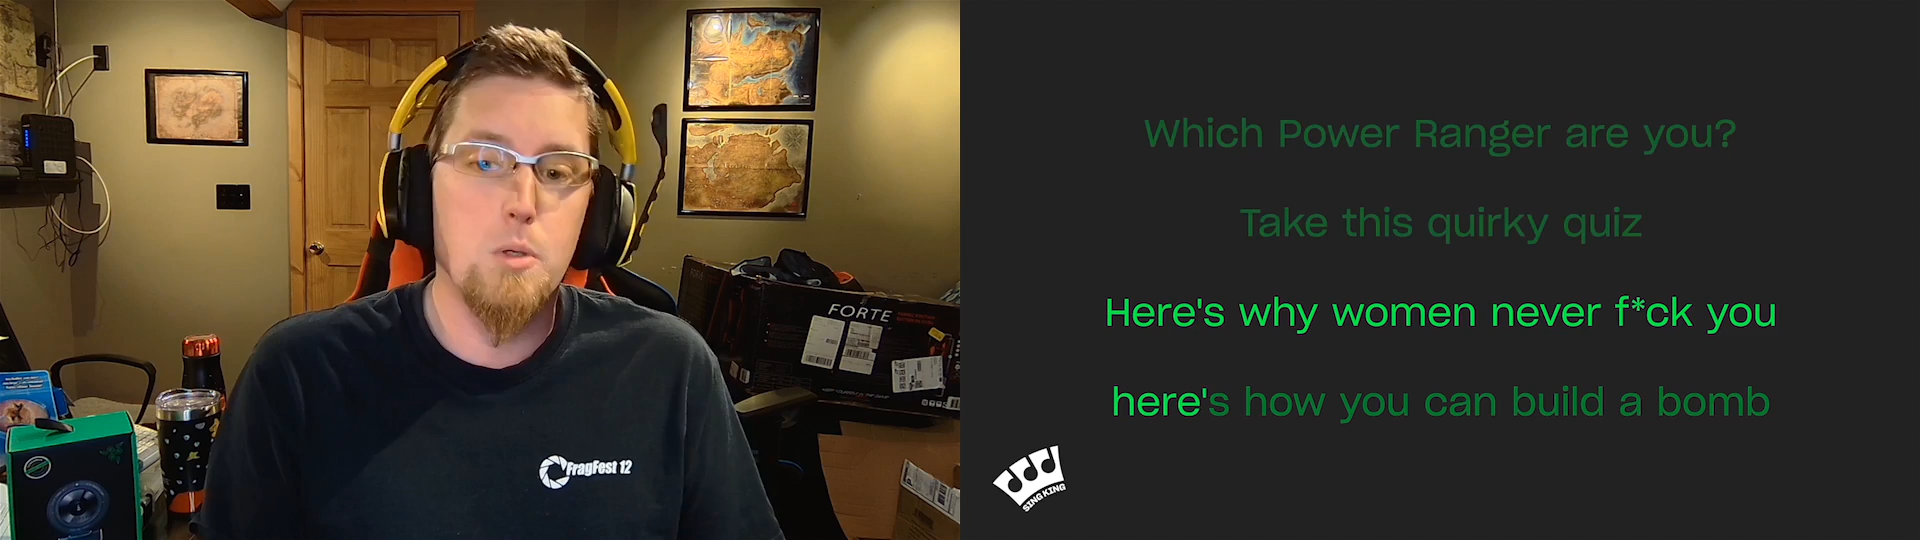 FORTE
FragFest 12
Which Power Ranger are you?
Take this quirky quiz
Here's why women never f*ck you
here's how you can build a bomb
SING KING